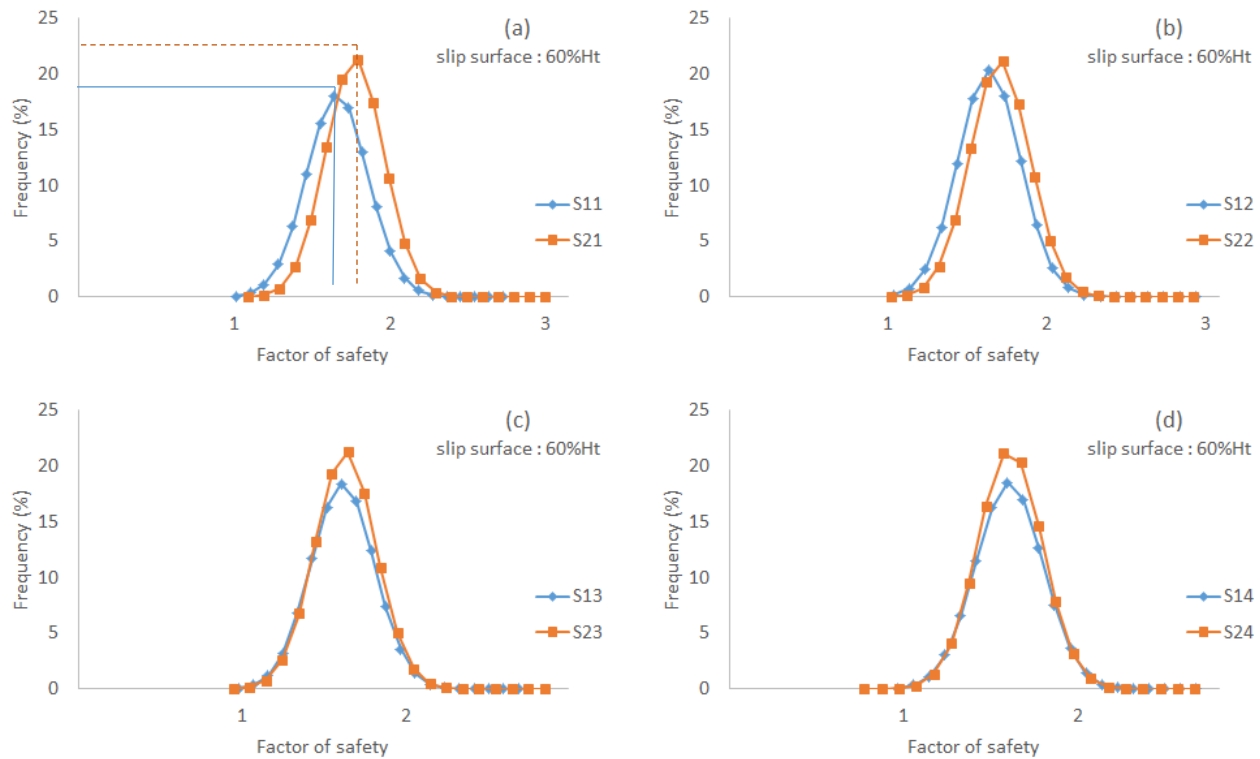 (a)
slip surface : 60%Ht
25
20
15
10
5
0
Frequency (%)
S11
S21
1 2 3
Factor of safety
(b)
slip surface : 60%Ht
25
20
15
10
5
0
Frequency (%)
S12
S22
1 2 3
Factor of safety
(c)
slip surface : 60%Ht
25
20
15
10
5
0
Frequency (%)
S13
S23
1 2
Factor of safety
(d)
slip surface : 60%Ht
25
20
15
10
5
0
Frequency (%)
S14
S24
1 2
Factor of safety